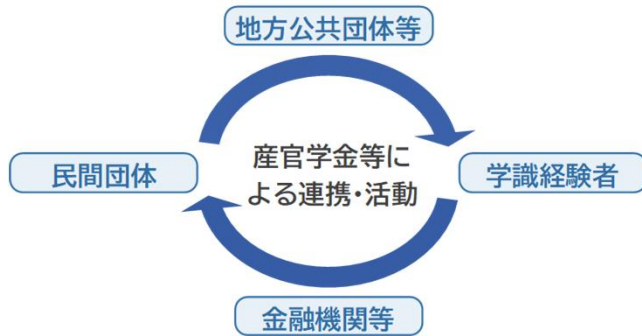 地方公共団体等
民間団体
産官学金等に
よる連携・活動
学識経験者
金融機関等